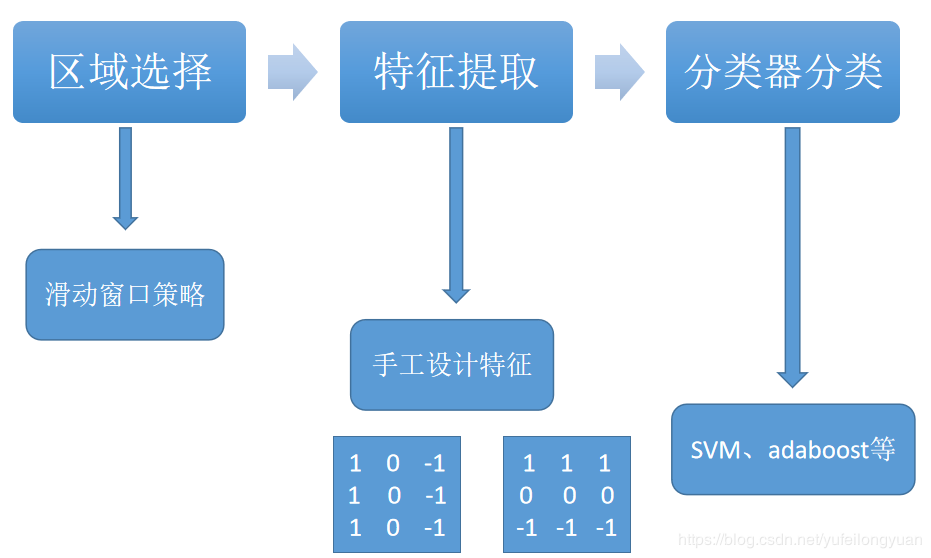 区域选择
特征提取
分类器分类
滑动窗口策略
手工设计特征
SVM、adaboost等
1 0 -1
1 0 -1
1 0 -1
1 1 1
0 0 0
-1 -1 -1
https://blog.csdn.net/yufeilongyuan